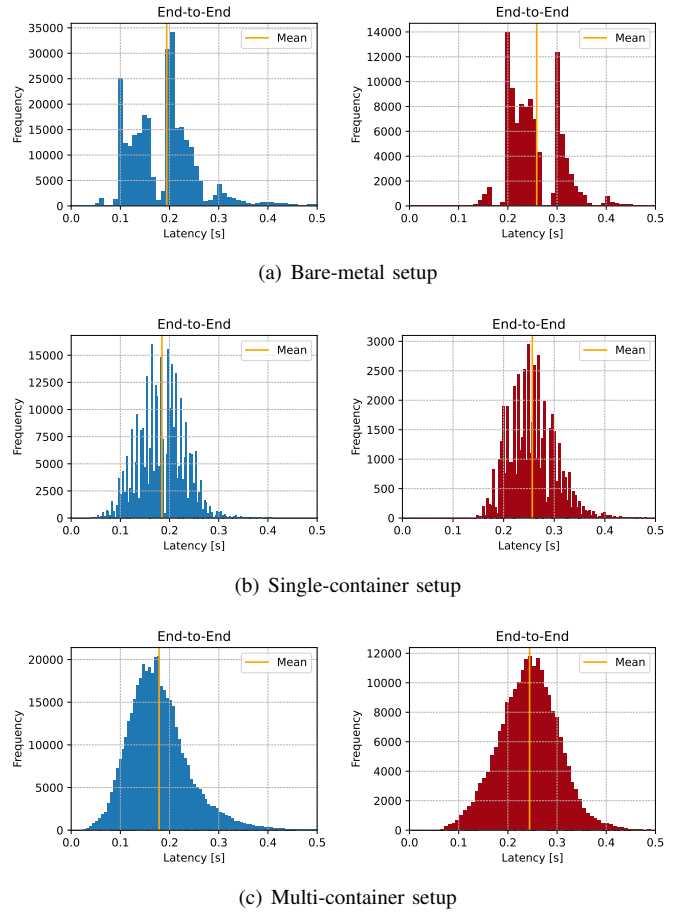 End-to-End
35000
30000
25000
20000
15000
10000
5000
0
Frequency
Mean
0.0 0.1 0.2 0.3 0.4 0.5
Latency [s]
End-to-End
14000
12000
10000
8000
6000
4000
2000
0
Frequency
Mean
0.0 0.1 0.2 0.3 0.4 0.5
Latency [s]
(a) Bare-metal setup
End-to-End
15000
12500
10000
7500
5000
2500
0
Frequency
Mean
0.0 0.1 0.2 0.3 0.4 0.5
Latency [s]
End-to-End
3000
2500
2000
1500
1000
500
0
Frequency
Mean
0.0 0.1 0.2 0.3 0.4 0.5
Latency [s]
(b) Single-container setup
End-to-End
20000
15000
10000
5000
0
Frequency
Mean
0.0 0.1 0.2 0.3 0.4 0.5
Latency [s]
End-to-End
12000
10000
8000
6000
4000
2000
0
Frequency
Mean
0.0 0.1 0.2 0.3 0.4 0.5
Latency [s]
(c) Multi-container setup